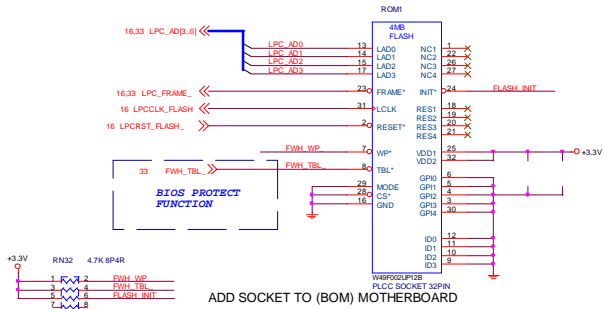 ROM1
4MB
FLASH
16,33 LPC_AD[3..0]
LPC_AD0 13 LAD0 NC1 1
LPC_AD1 14 LAD1 NC2 22
LPC_AD2 15 LAD2 NC3 26
LPC_AD3 17 LAD3 NC4 27
16,33 LPC_FRAME_ 23 FRAME* INIT* 24 FLASH_INIT
16 LPCCLK_FLASH 31 LCLK RES1 18
RES2 19
16 LPCRST_FLASH_ 2 RESET* RES3 20
RES4 21
FWH_WP_ 7 WP* VDD1 25 +3.3V
VDD2 32
33 FWH_TBL_ FWH_TBL_ 8 TBL*
GPI0 6
BIOS PROTECT
FUNCTION
29 MODE GPI1 5
28 CS* GPI2 4
16 GND GPI3 3
GPI4 30
ID0 12
ID1 11
ID2 10
ID3 9
W49F002UP12B
PLCC SOCKET 32PIN
+3.3V RN32 4.7K 8P4R
1 2 FWH_WP_
3 4 FWH_TBL_
5 6 FLASH_INIT
7 8
ADD SOCKET TO (BOM) MOTHERBOARD